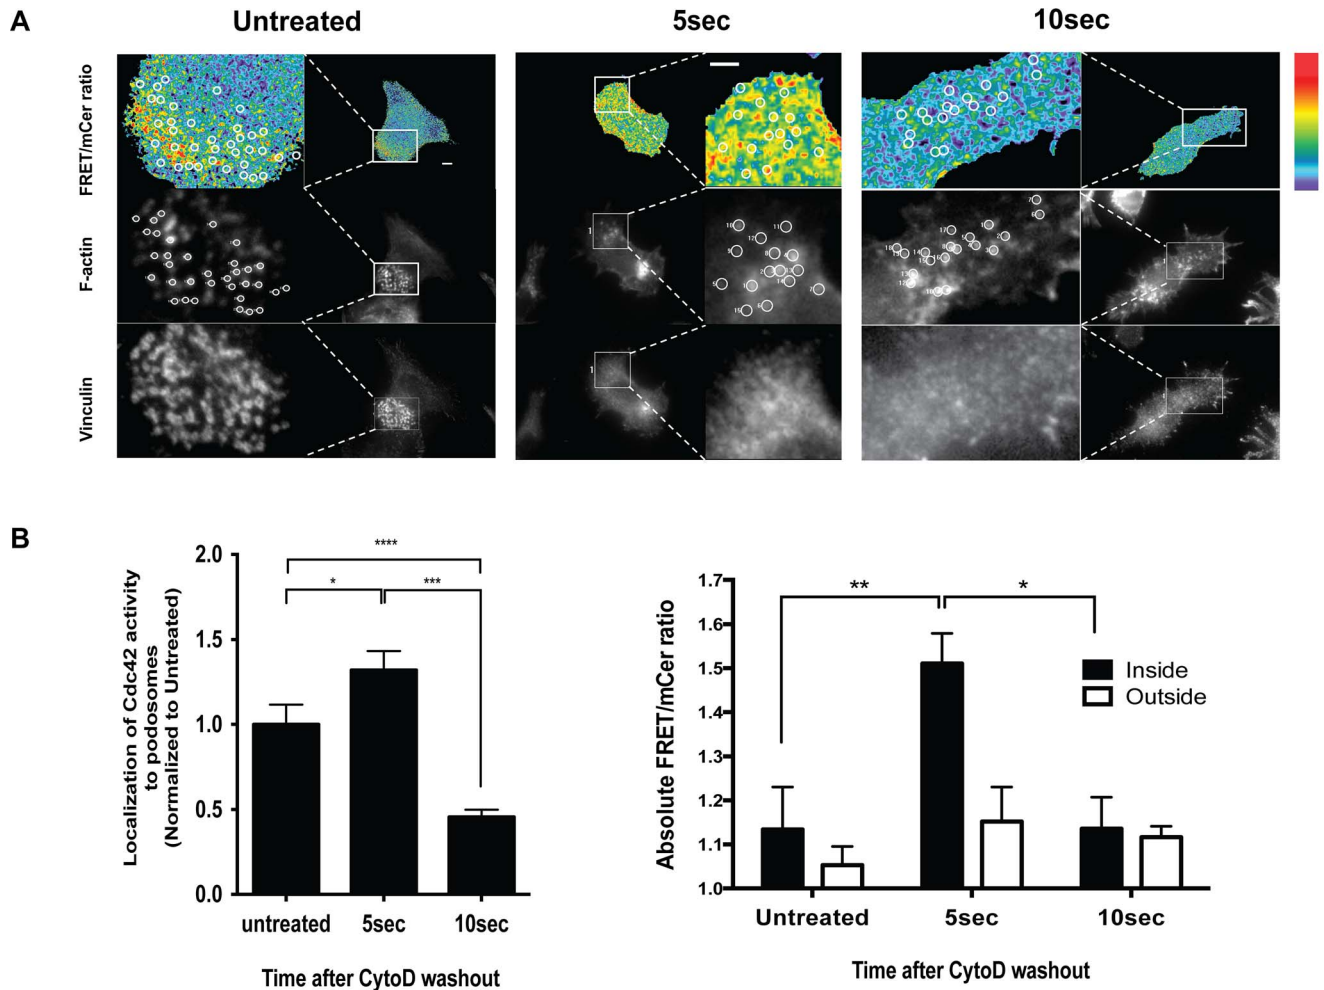 A
Untreated
5sec
10sec
FRET/mCer ratio
F-actin
Vinculin
B
Localization of Cdc42 activity
to podosomes
(Normalized to Untreated)
2.0
1.5
1.0
0.5
0.0
****
*
***
untreated
5sec
10sec
Time after CytoD washout
Absolute FRET/mCer ratio
1.7
1.6
1.5
1.4
1.3
1.2
1.1
1.0
**
*
Inside
Outside
Untreated
5sec
10sec
Time after CytoD washout